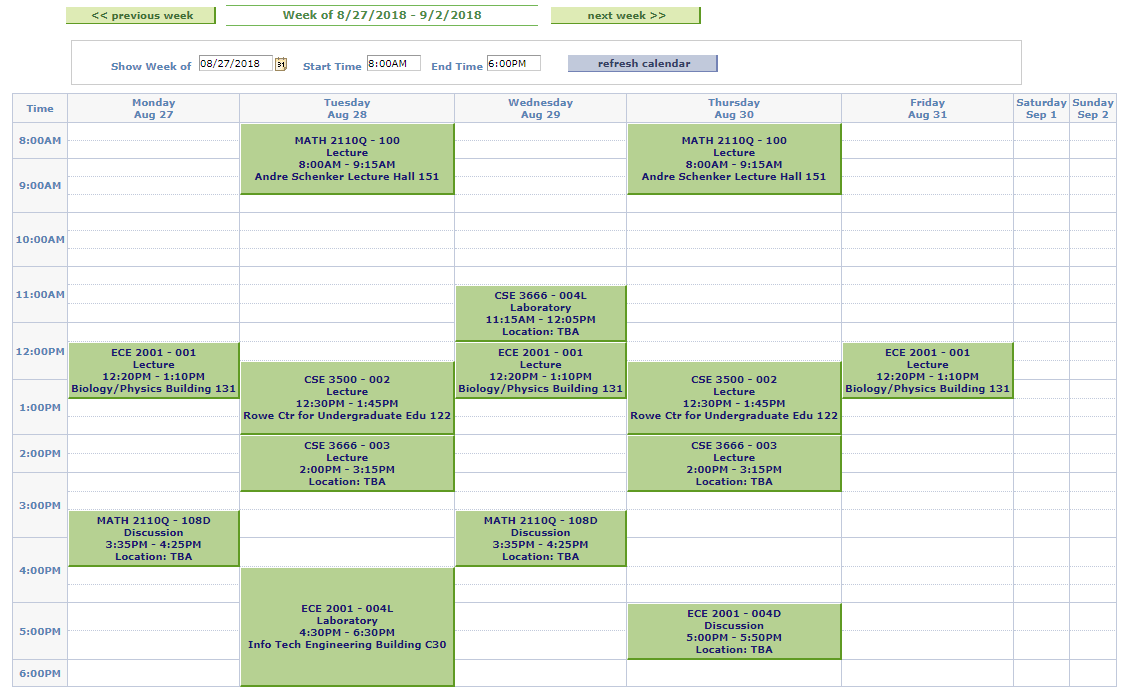 << previous week
Week of 8/27/2018 - 9/2/2018
next week >>
Show Week of 08/27/2018 31 Start Time 8:00AM End Time 6:00PM refresh calendar
Time
Monday
Aug 27
Tuesday
Aug 28
Wednesday
Aug 29
Thursday
Aug 30
Friday
Aug 31
Saturday
Sep 1
Sunday
Sep 2
8:00AM
MATH 2110Q - 100
Lecture
8:00AM - 9:15AM
Andre Schenker Lecture Hall 151
MATH 2110Q - 100
Lecture
8:00AM - 9:15AM
Andre Schenker Lecture Hall 151
9:00AM
10:00AM
11:00AM
CSE 3666 - 004L
Laboratory
11:15AM - 12:05PM
Location: TBA
12:00PM
ECE 2001 - 001
Lecture
12:20PM - 1:10PM
Biology/Physics Building 131
CSE 3500 - 002
Lecture
12:30PM - 1:45PM
Rowe Ctr for Undergraduate Edu 122
ECE 2001 - 001
Lecture
12:20PM - 1:10PM
Biology/Physics Building 131
CSE 3500 - 002
Lecture
12:30PM - 1:45PM
Rowe Ctr for Undergraduate Edu 122
ECE 2001 - 001
Lecture
12:20PM - 1:10PM
Biology/Physics Building 131
1:00PM
2:00PM
CSE 3666 - 003
Lecture
2:00PM - 3:15PM
Location: TBA
CSE 3666 - 003
Lecture
2:00PM - 3:15PM
Location: TBA
3:00PM
MATH 2110Q - 108D
Discussion
3:35PM - 4:25PM
Location: TBA
MATH 2110Q - 108D
Discussion
3:35PM - 4:25PM
Location: TBA
4:00PM
ECE 2001 - 004L
Laboratory
4:30PM - 6:30PM
Info Tech Engineering Building C30
5:00PM
ECE 2001 - 004D
Discussion
5:00PM - 5:50PM
Location: TBA
6:00PM